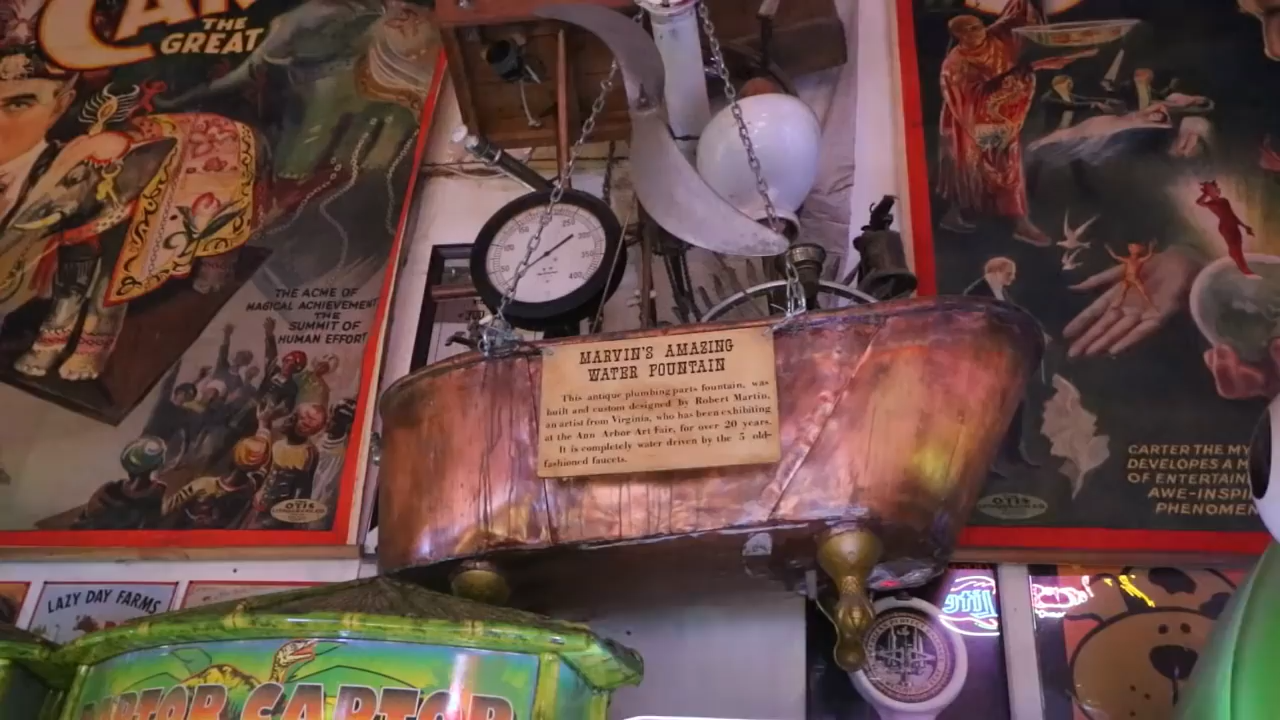 THE
GREAT
THE ACME OF
MAGICAL ACHIEVEMENT
THE
SUMMIT OF
HUMAN EFFORT
OTIS
MARVIN'S AMAZING
WATER FOUNTAIN
This antique plumbing parts fountain, was
built and custom designed by Robert Martin,
an artist from Virginia, who has been exhibiting
at the Ann Arbor Art Fair, for over 20 years.
It is completely water driven by the 5 old-
fashioned faucets.
CARTER THE MY
DEVELOPES A M
OF ENTERTAIN
AWE-INSPI
PHENOMEN
OTIS
LAZY DAY FARMS
Lite